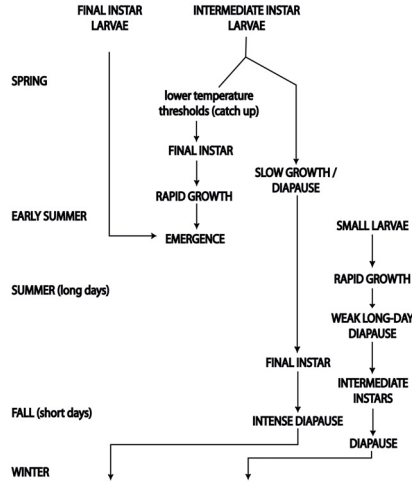 FINAL INSTAR
LARVAE
INTERMEDIATE INSTAR
LARVAE
SPRING
lower temperature
thresholds (catch up)
FINAL INSTAR
SLOW GROWTH /
DIAPAUSE
RAPID GROWTH
EARLY SUMMER
SMALL LARVAE
EMERGENCE
RAPID GROWTH
SUMMER (long days)
WEAK LONG-DAY
DIAPAUSE
FINAL INSTAR
INTERMEDIATE
INSTARS
FALL (short days)
INTENSE DIAPAUSE
DIAPAUSE
WINTER